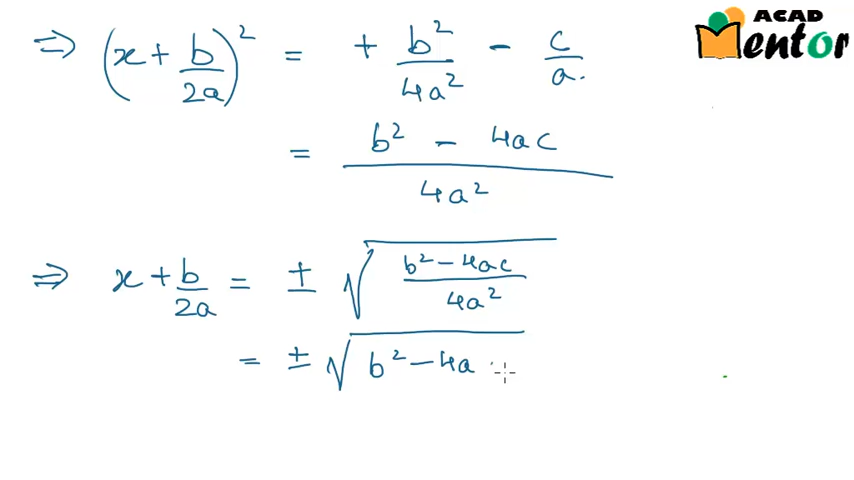 ⇒ (x + b/2a)² = + b²/4a² - c/a.
= b² - 4ac / 4a²
⇒ x + b/2a = ± √(b² - 4ac / 4a²)
= ± √b² - 4a
ACAD
Mentor